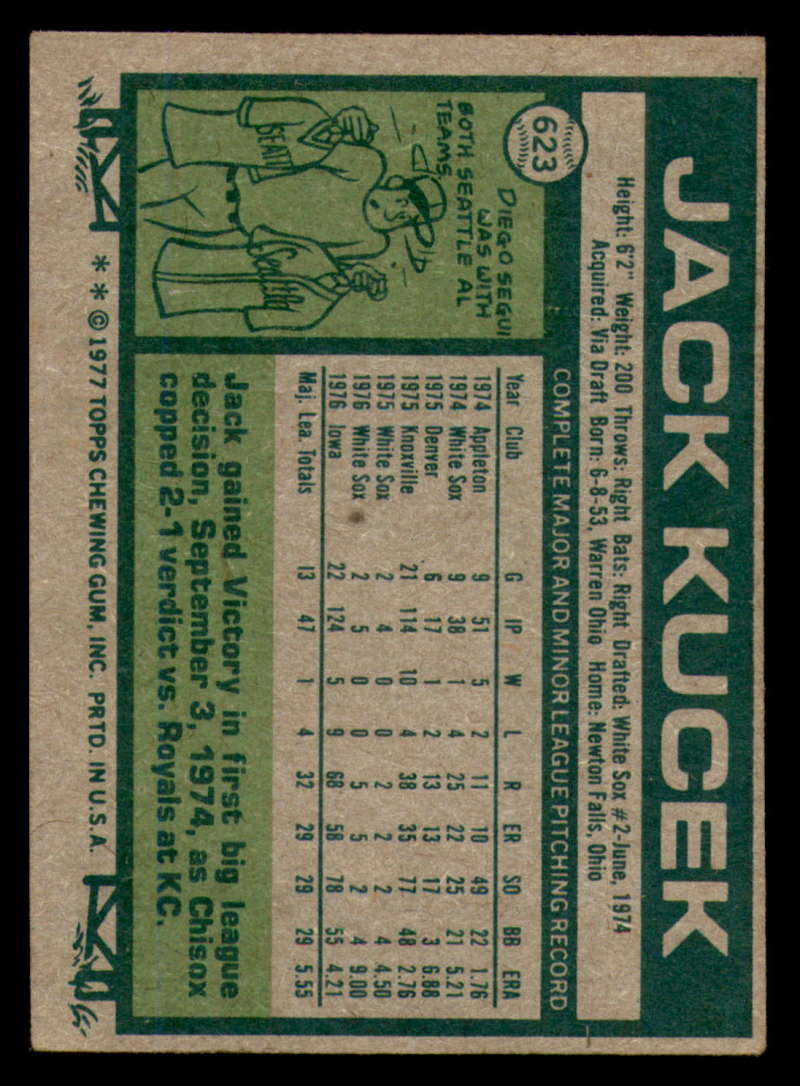 623
JACK KUCEK
Height: 6'2" Weight: 200 Throws: Right Bats: Right Drafted: White Sox #2-June, 1974
Acquired: Via Draft Born: 6-8-53, Warren Ohio Home: Newton Falls, Ohio
DIEGO SEGUI
WAS WITH
BOTH SEATTLE AL
TEAMS.
SEATTLE
Seattle
COMPLETE MAJOR AND MINOR LEAGUE PITCHING RECORD
Year Club G IP W L R ER SO BB ERA
1974 Appleton 9 51 5 2 11 10 49 22 1.76
1974 White Sox 9 38 1 4 25 22 25 21 5.21
1975 Denver 6 17 1 2 13 13 17 3 6.88
1975 Knoxville 21 114 10 4 38 35 77 48 2.76
1975 White Sox 2 4 0 0 2 2 2 4 4.50
1976 White Sox 2 5 0 0 5 5 2 4 9.00
1976 Iowa 22 124 5 9 68 58 78 55 4.21
Maj. Lea. Totals 13 47 1 4 32 29 29 29 5.55
Jack gained Victory in first big league
decision, September 3, 1974, as Chisox
copped 2-1 verdict vs. Royals at KC.
* * © 1977 TOPPS CHEWING GUM, INC. PRTD. IN U.S.A.